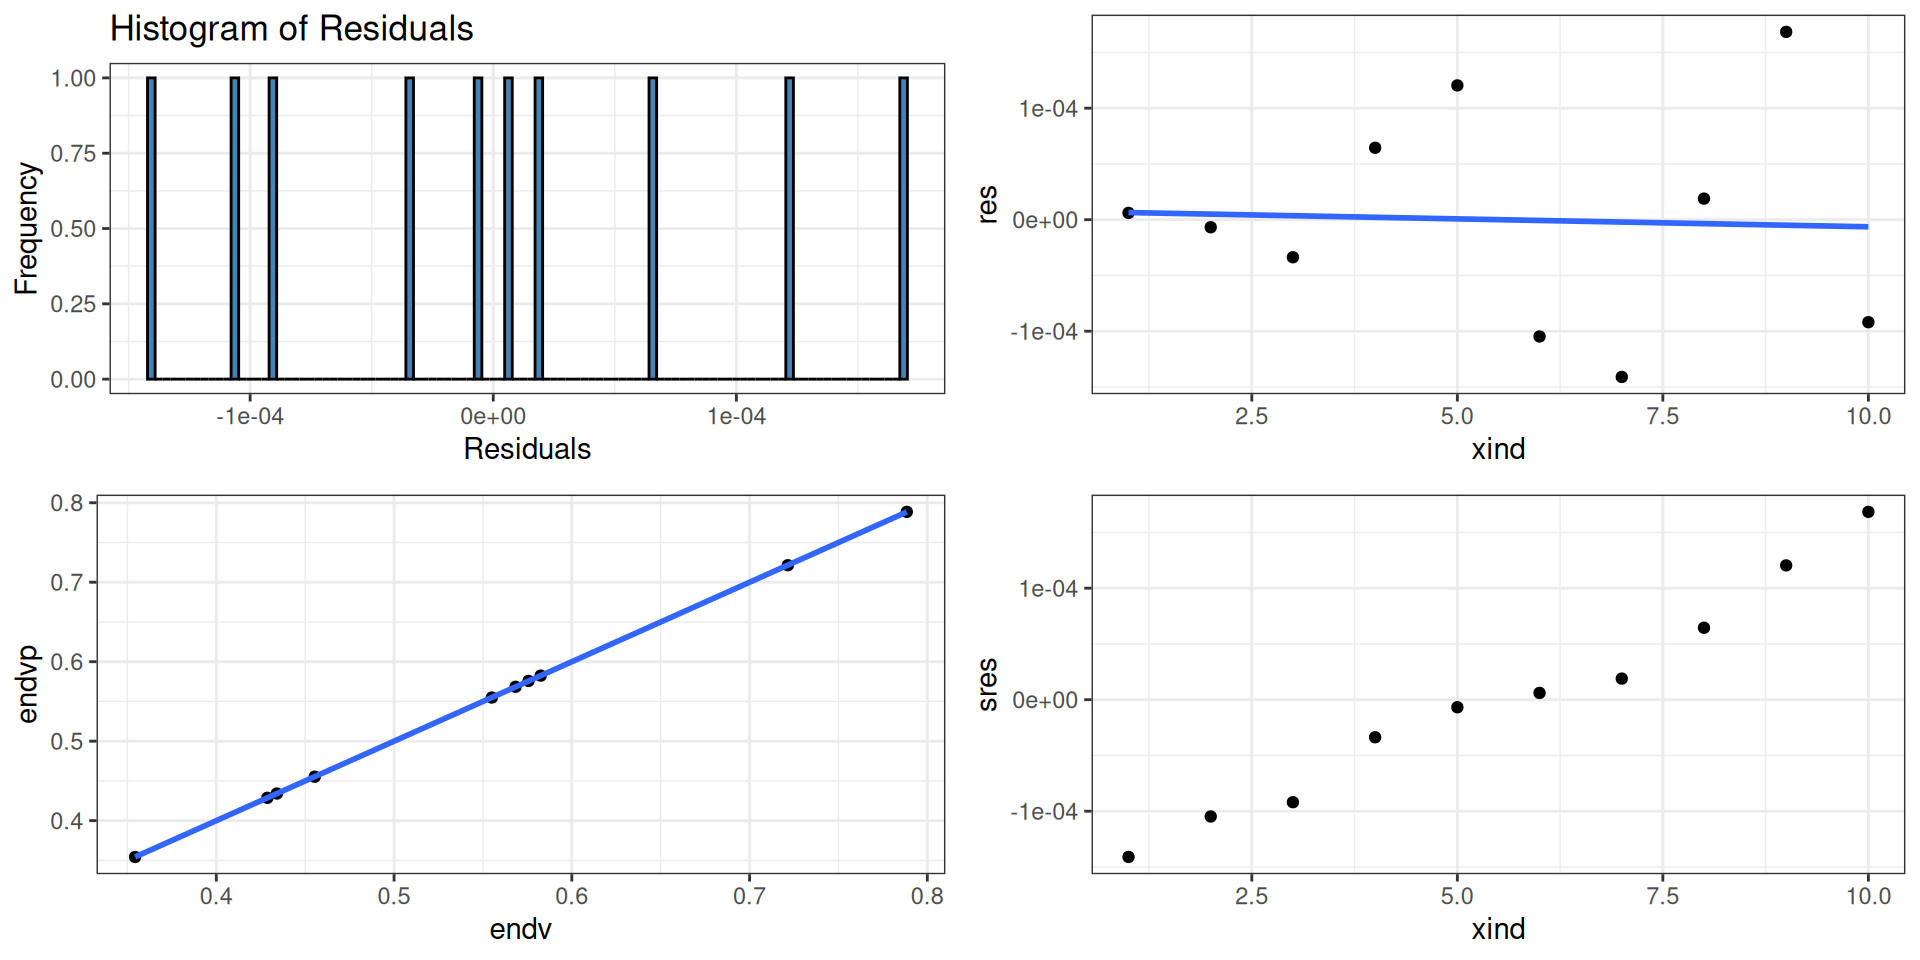 Histogram of Residuals
1.00
0.75
0.50
0.25
0.00
Frequency
-1e-04
0e+00
1e-04
Residuals
1e-04
0e+00
-1e-04
res
2.5
5.0
7.5
10.0
xind
0.8
0.7
0.6
0.5
0.4
endvp
0.4
0.5
0.6
0.7
0.8
endv
1e-04
0e+00
-1e-04
sres
2.5
5.0
7.5
10.0
xind